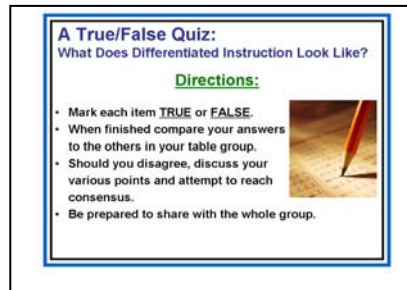 A True/False Quiz:
What Does Differentiated Instruction Look Like?
Directions:
• Mark each item TRUE or FALSE.
• When finished compare your answers
to the others in your table group.
• Should you disagree, discuss your
various points and attempt to reach
consensus.
• Be prepared to share with the whole group.